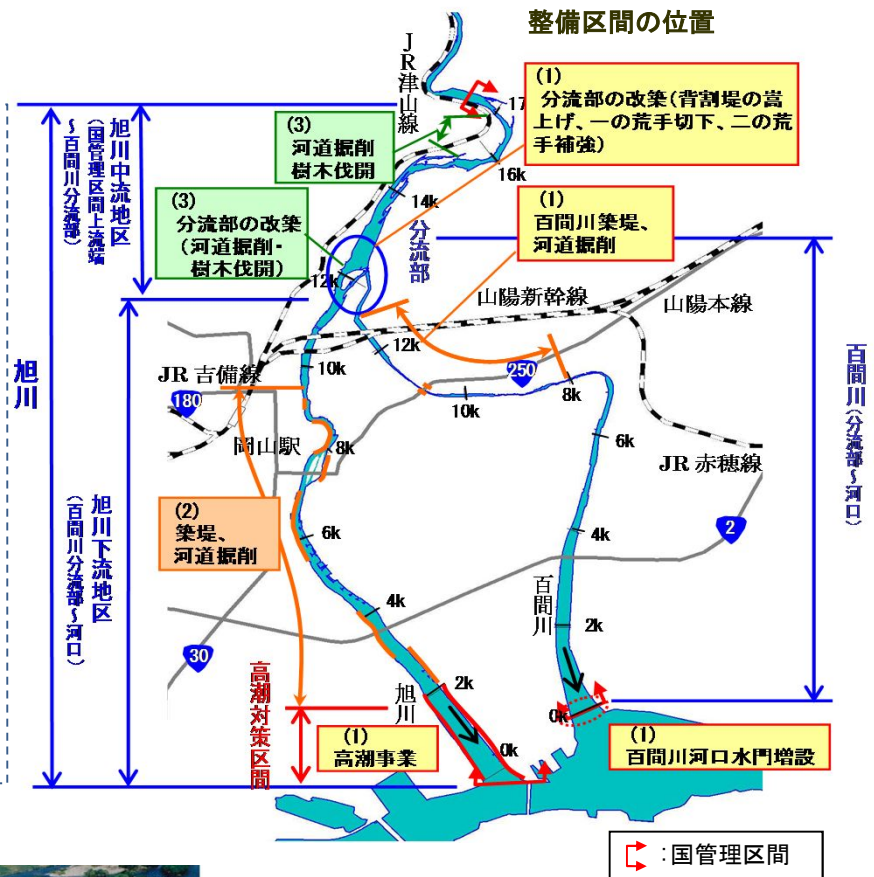 整備区間の位置
JR津山線
(1)
分流部の改築(背割堤の嵩
上げ、一の荒手切下、二の荒
手補強)
17
(3)
河道掘削
樹木伐開
16k
旭川中流地区
(国管理区間上流端
~百間川分流部)
14k
(3)
分流部の改築
(河道掘削・
樹木伐開)
分流部
(1)
百間川築堤、
河道掘削
12k
山陽新幹線
山陽本線
12k
旭川
JR 吉備線
10k
250
8k
180
10k
百間川(分流部~河口)
岡山駅
8k
6k
JR 赤穂線
(2)
築堤、
河道掘削
6k
4k
2
旭川下流地区
(百間川分流部~河口)
4k
百間川
2k
30
高潮対策区間
旭川
2k
0k
(1)
高潮事業
0k
(1)
百間川河口水門増設
:国管理区間